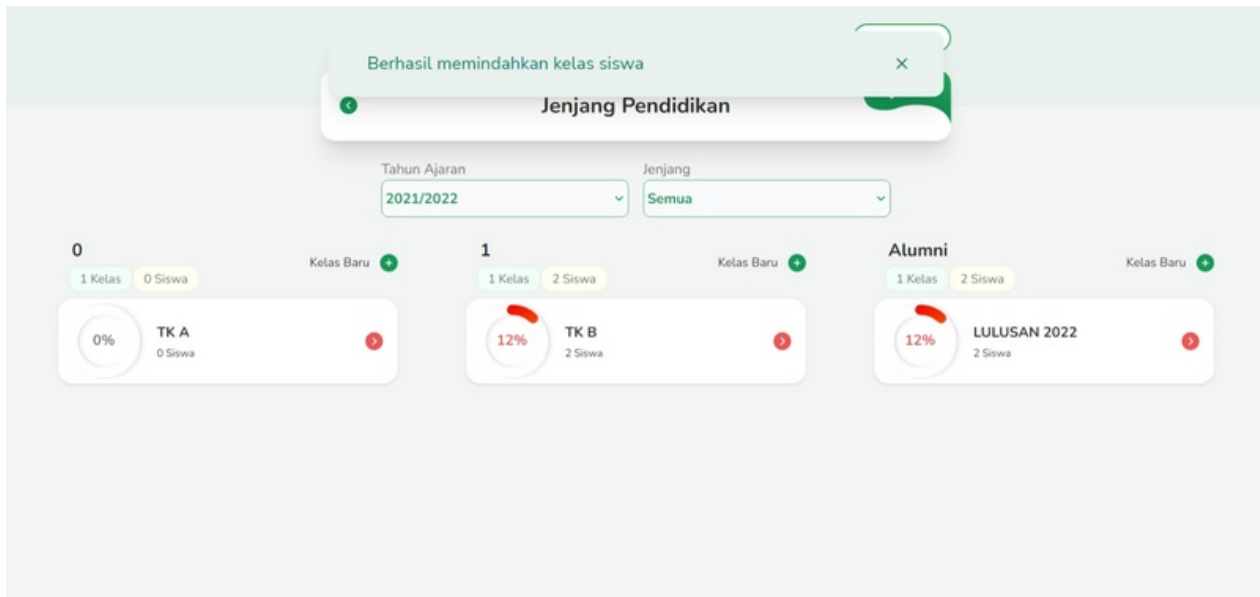 Berhasil memindahkan kelas siswa
Jenjang Pendidikan
Tahun Ajaran
Jenjang
2021/2022
Semua
0
1 Kelas
0 Siswa
Kelas Baru
0%
TK A
0 Siswa
1
1 Kelas
2 Siswa
Kelas Baru
12%
TK B
2 Siswa
Alumni
1 Kelas
2 Siswa
Kelas Baru
12%
LULUSAN 2022
2 Siswa